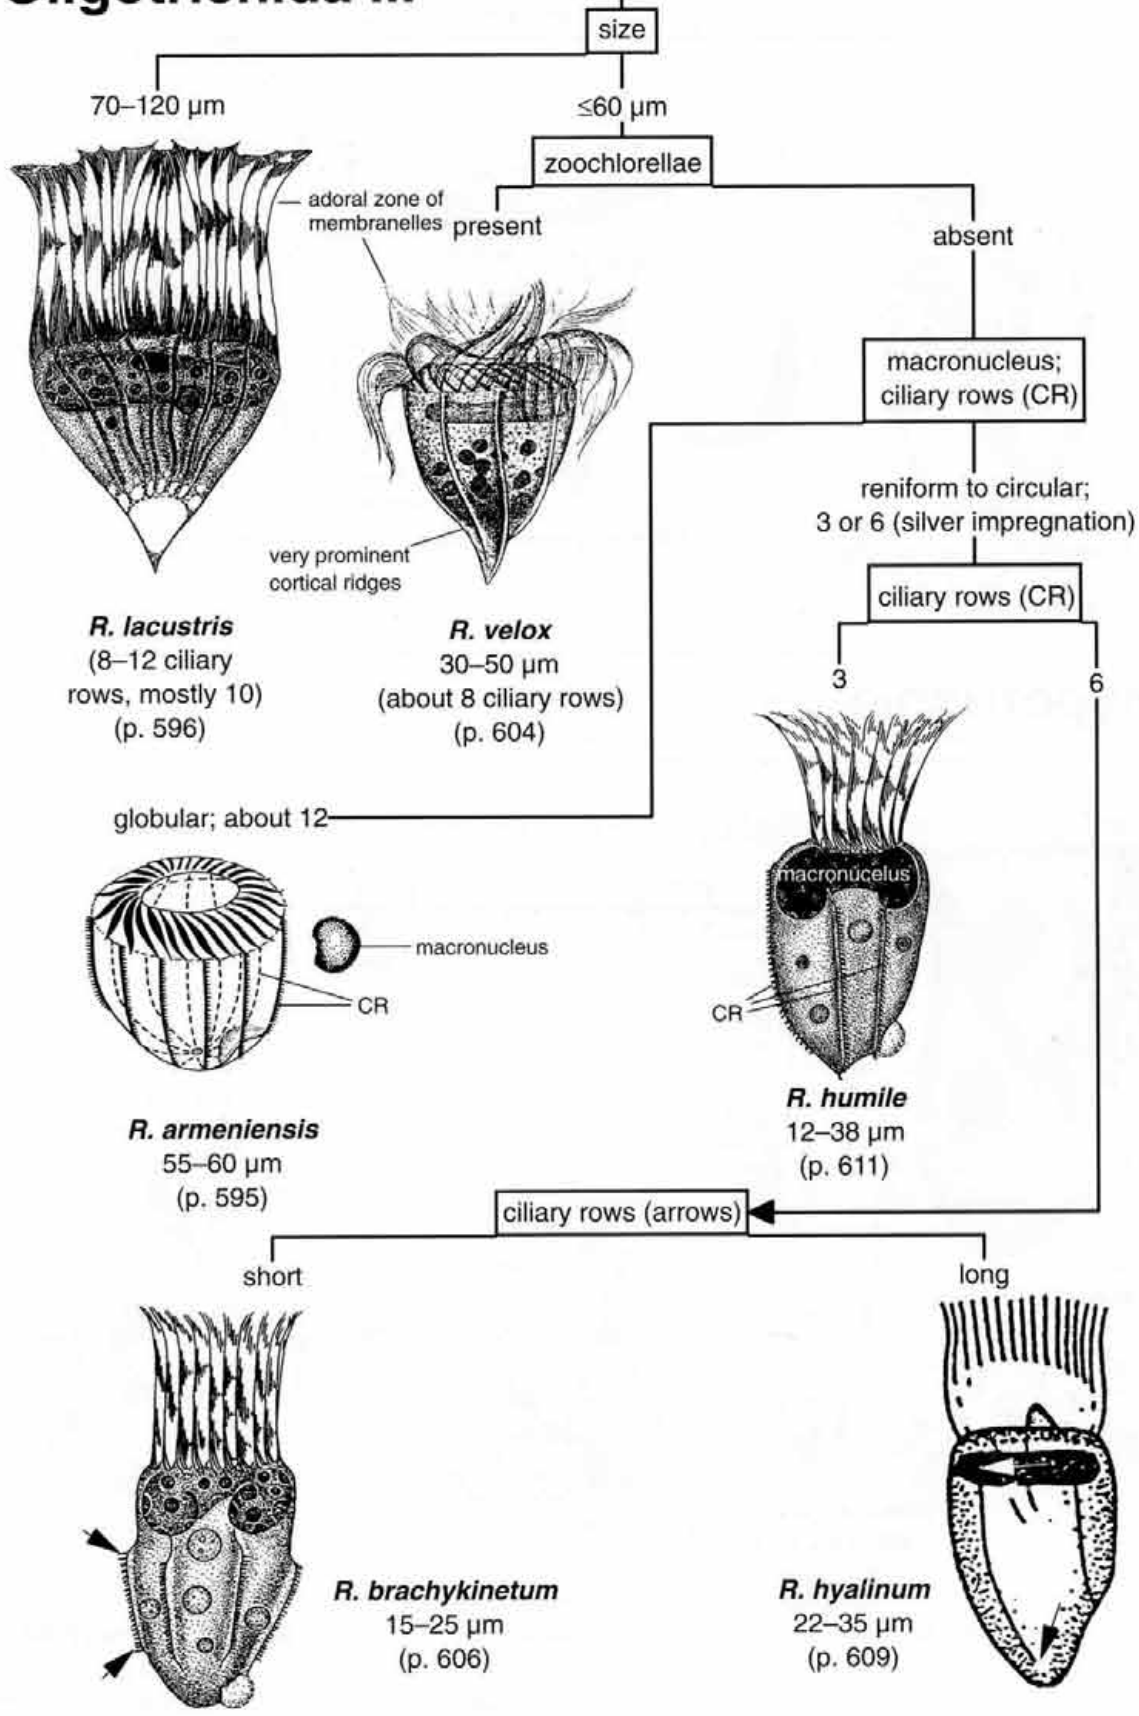 size
70–120 µm
≤60 µm
zoochlorellae
adoral zone of
membranelles
present
absent
macronucleus;
ciliary rows (CR)
reniform to circular;
3 or 6 (silver impregnation)
very prominent
cortical ridges
ciliary rows (CR)
R. lacustris
(8–12 ciliary
rows, mostly 10)
(p. 596)
R. velox
30–50 µm
(about 8 ciliary rows)
(p. 604)
3
6
globular; about 12
macronucelus
macronucleus
CR
CR
R. armeniensis
55–60 µm
(p. 595)
R. humile
12–38 µm
(p. 611)
ciliary rows (arrows)
short
long
R. brachykinetum
15–25 µm
(p. 606)
R. hyalinum
22–35 µm
(p. 609)